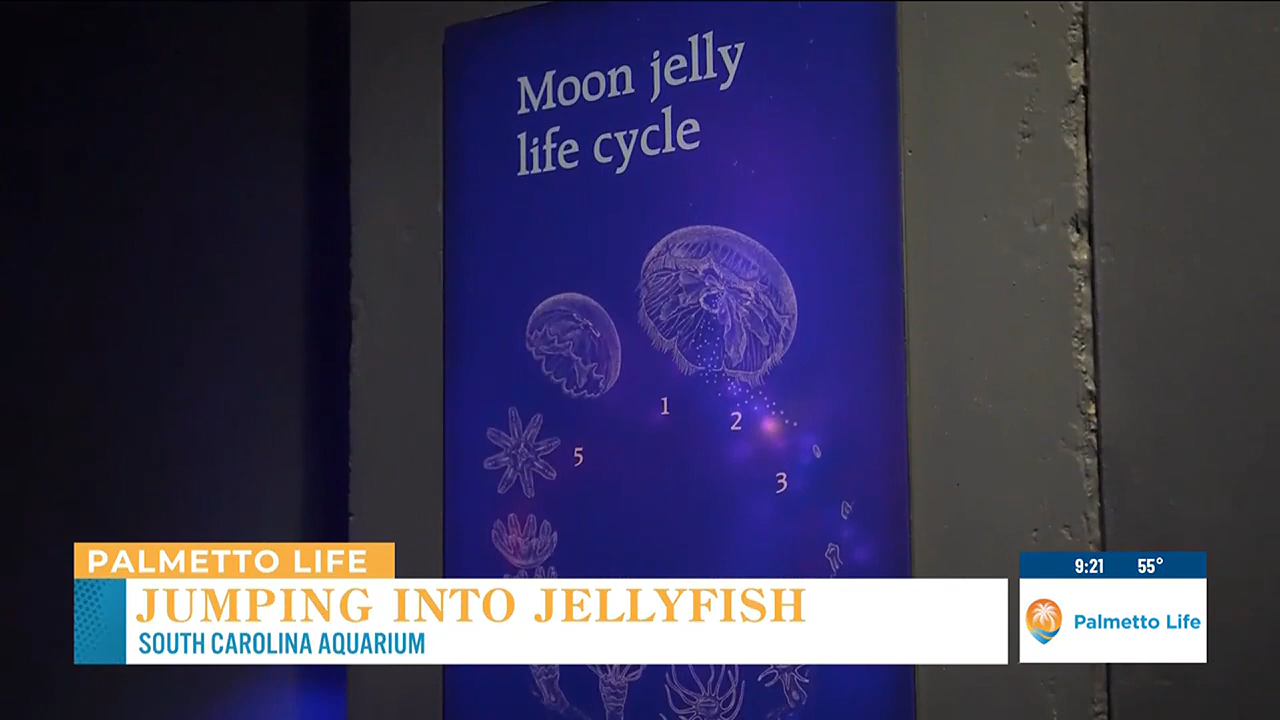 Moon jelly
life cycle
1
2
5
3
PALMETTO LIFE
JUMPING INTO JELLYFISH
SOUTH CAROLINA AQUARIUM
9:21 55°
Palmetto Life